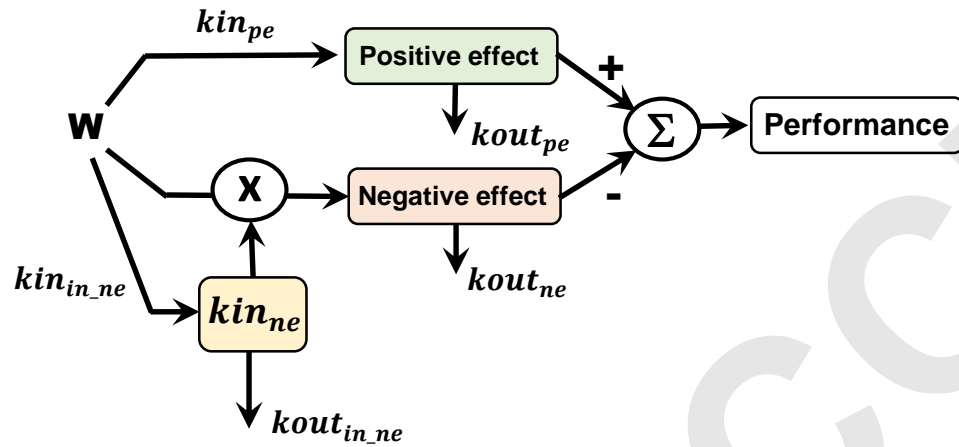 kin_pe
Positive effect
+
kout_pe
W
Σ
Performance
X
Negative effect
-
kin_in_ne
kin_ne
kout_ne
kout_in_ne